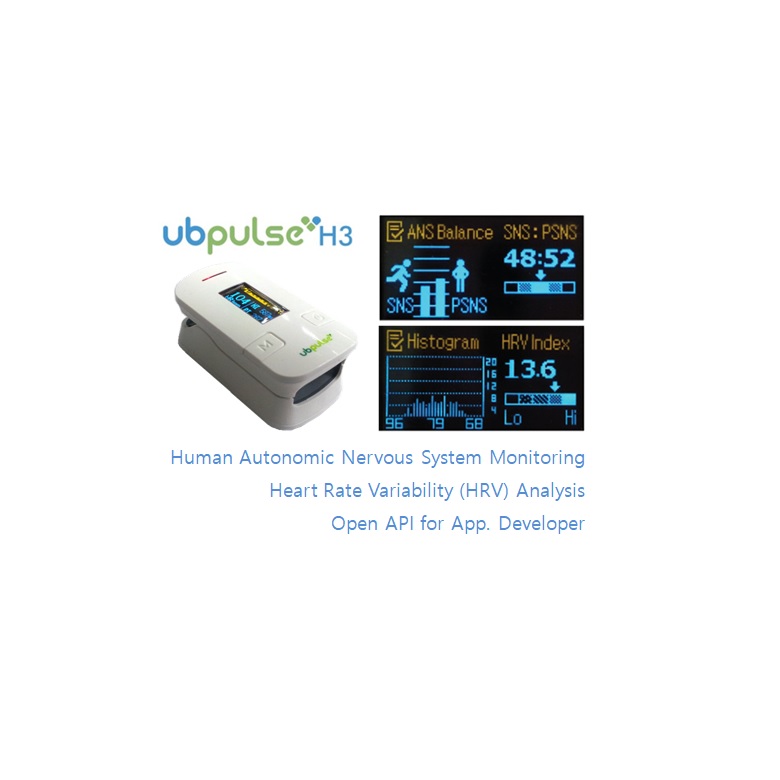 ubpulse H3
ANS Balance SNS:PSNS
48:52
SNS PSNS
Histogram HRV Index
13.6
20
16
12
8
4
96 79 68
Lo Hi
104
M
ubpulse
Human Autonomic Nervous System Monitoring
Heart Rate Variability (HRV) Analysis
Open API for App. Developer